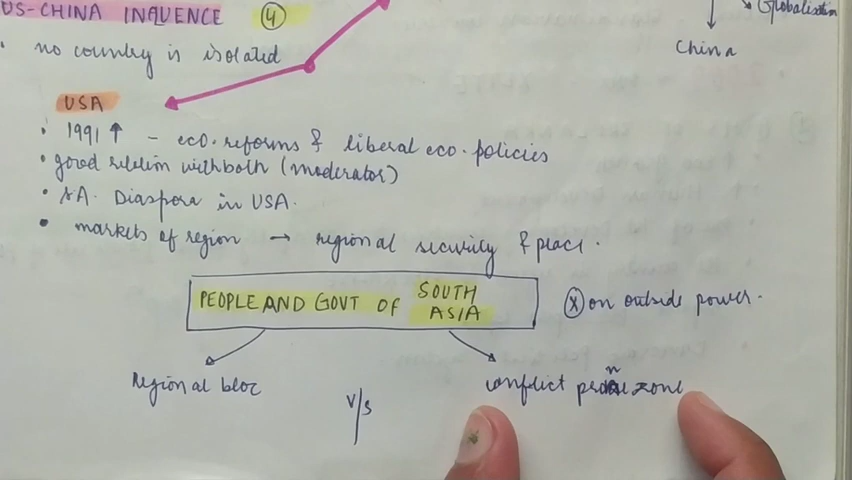 US-CHINA INQUENCE 4
Globalisation
• no country is isolated
China
USA
• 1991 ↑ - eco. reforms & liberal eco. policies
• good relation with both (moderator)
• S.A. Diaspora in USA.
• markets of region → regional security & peace.
PEOPLE AND GOVT OF SOUTH ASIA
x on outside power.
Regional bloc
v/s
conflict prone zone